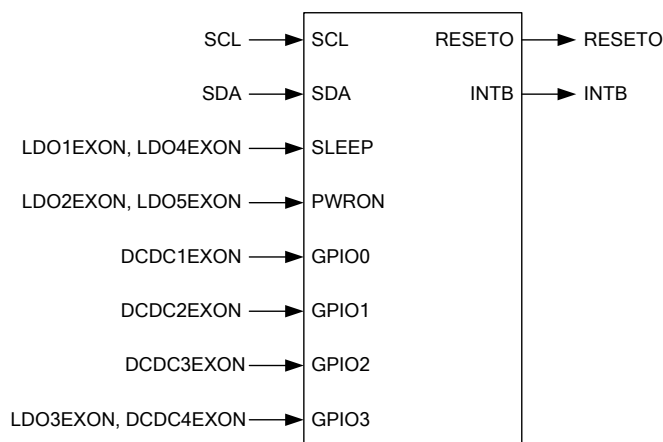 SCL SCL RESETO RESETO
SDA SDA INTB INTB
LDO1EXON, LDO4EXON SLEEP
LDO2EXON, LDO5EXON PWRON
DCDC1EXON GPIO0
DCDC2EXON GPIO1
DCDC3EXON GPIO2
LDO3EXON, DCDC4EXON GPIO3